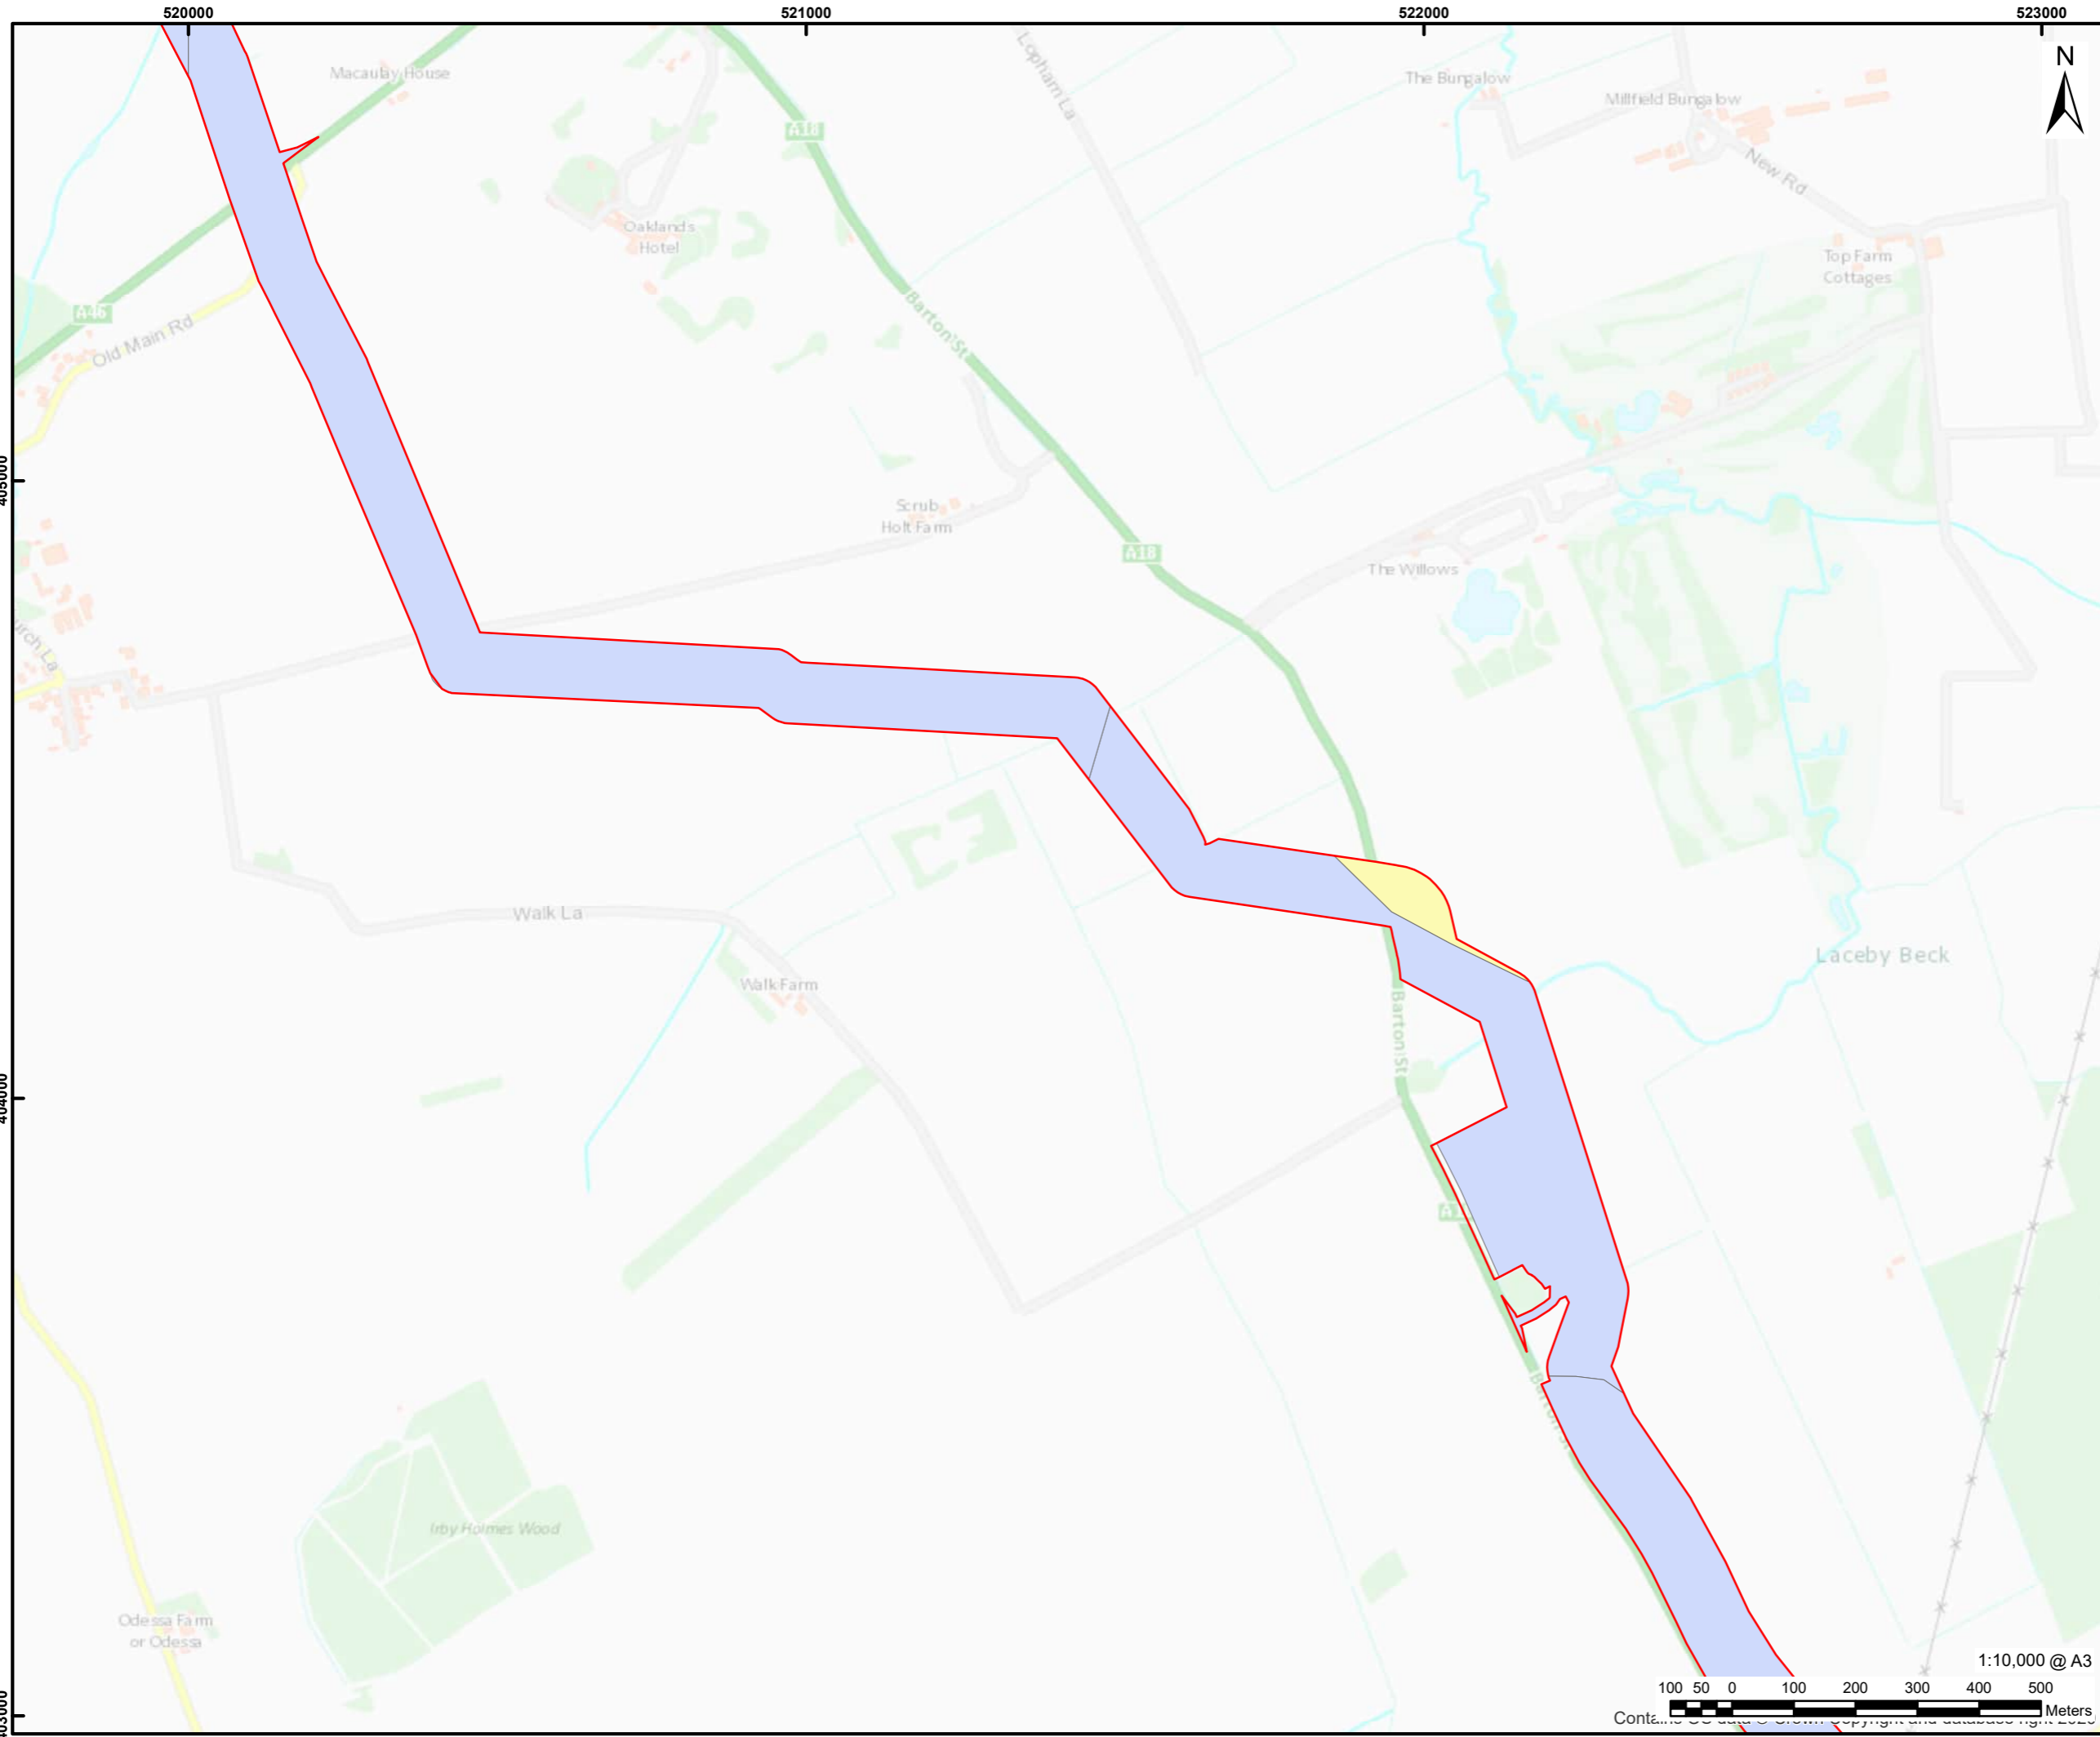 520000
521000
522000
523000
N
Macaulay House
Lopham La
The Bungalow
Millfield Bungalow
A18
New Rd
Oaklands
Hotel
Top Farm
Cottages
A46
Old Main Rd
Barton St
405000
Scrub
Holt Farm
A18
The Willows
Walk La
Laceby Beck
Walk Farm
Barton St
404000
Irby Holmes Wood
Odessa Farm
or Odessa
1:10,000 @ A3
100 50 0 100 200 300 400 500
Meters
403000